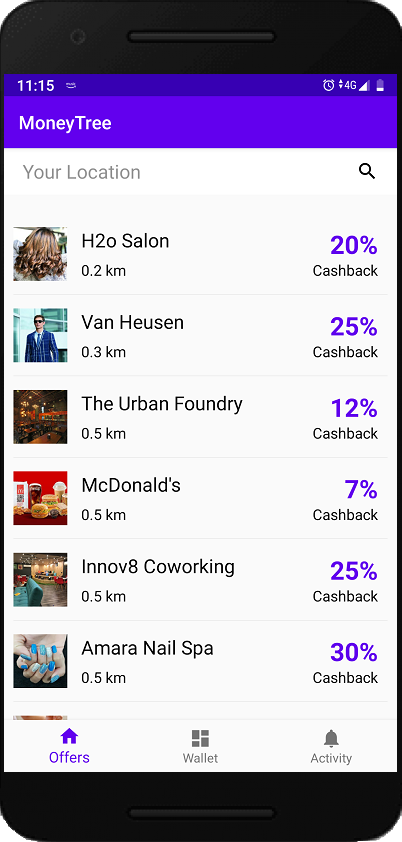 11:15
4G
MoneyTree
Your Location
H2o Salon
20%
0.2 km
Cashback
Van Heusen
25%
0.3 km
Cashback
The Urban Foundry
12%
0.5 km
Cashback
McDonald's
7%
0.5 km
Cashback
Innov8 Coworking
25%
0.5 km
Cashback
Amara Nail Spa
30%
0.5 km
Cashback
Offers
Wallet
Activity